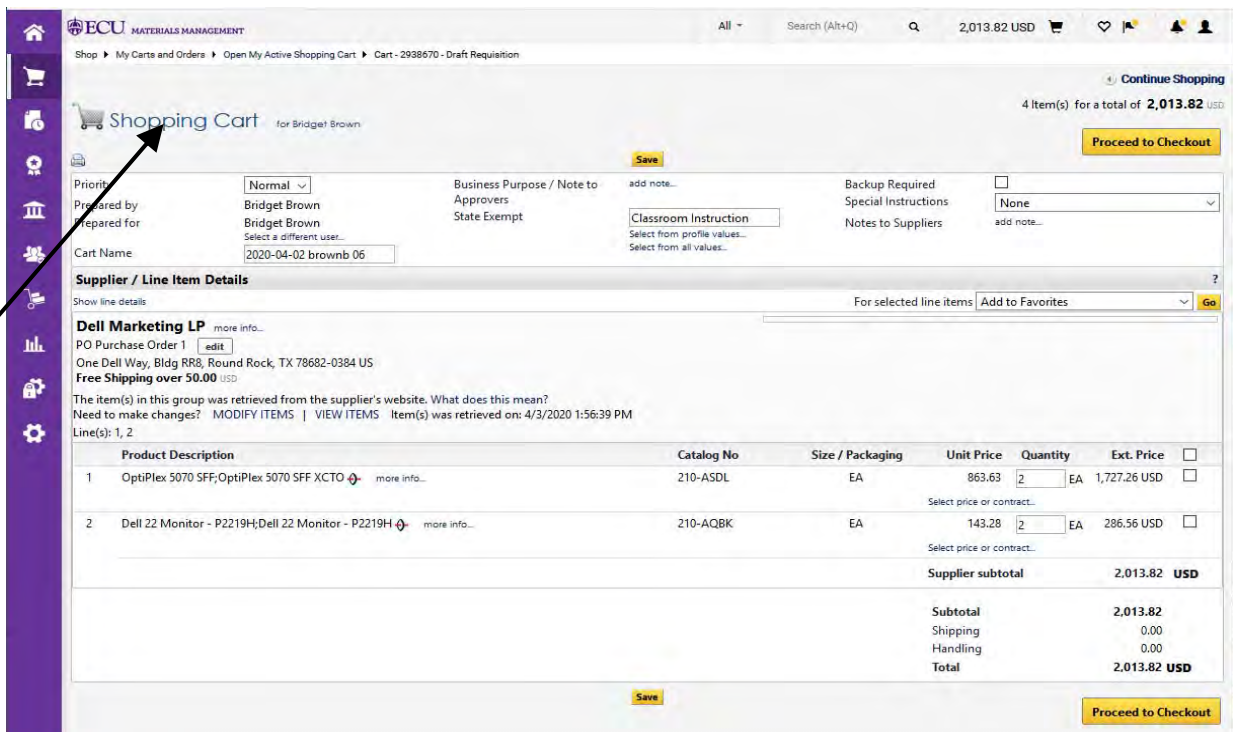 ECU MATERIALS MANAGEMENT All Search (Alt+Q) 2,013.82 USD
Shop My Carts and Orders Open My Active Shopping Cart Cart - 2938670 - Draft Requisition
Continue Shopping
4 Item(s) for a total of 2,013.82 USD
Shopping Cart for Bridget Brown
Proceed to Checkout
Save
Priority Normal Business Purpose / Note to Approvers add note... Backup Required
Prepared by Bridget Brown State Exempt Classroom Instruction Special Instructions None
Prepared for Bridget Brown Select from profile values... Notes to Suppliers add note...
Select a different user... Select from all values...
Cart Name 2020-04-02 brownb 06
Supplier / Line Item Details ?
Show line details For selected line items Add to Favorites Go
Dell Marketing LP more info...
PO Purchase Order 1 edit
One Dell Way, Bldg RR8, Round Rock, TX 78682-0384 US
Free Shipping over 50.00 USD
The item(s) in this group was retrieved from the supplier's website. What does this mean?
Need to make changes? MODIFY ITEMS | VIEW ITEMS Item(s) was retrieved on: 4/3/2020 1:56:39 PM
Line(s): 1, 2
Product Description Catalog No Size / Packaging Unit Price Quantity Ext. Price
1 OptiPlex 5070 SFF;OptiPlex 5070 SFF XCTO more info... 210-ASDL EA 863.63 2 EA 1,727.26 USD
Select price or contract...
2 Dell 22 Monitor - P2219H;Dell 22 Monitor - P2219H more info... 210-AQBK EA 143.28 2 EA 286.56 USD
Select price or contract...
Supplier subtotal 2,013.82 USD
Subtotal 2,013.82
Shipping 0.00
Handling 0.00
Total 2,013.82 USD
Save
Proceed to Checkout